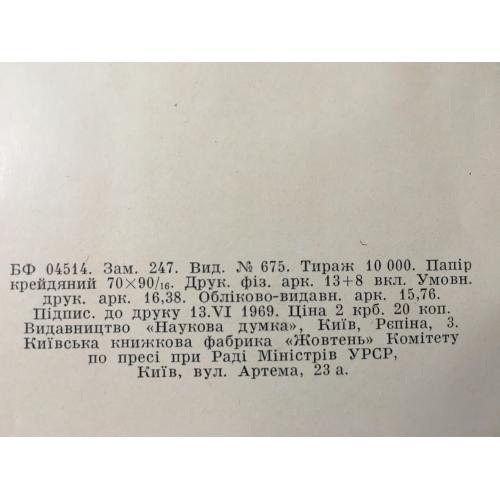 БФ 04514. Зам. 247. Вид. № 675. Тираж 10 000. Папір
крейдяний 70×90/16. Друк. фіз. арк. 13+8 вкл. Умовн.
друк. арк. 16,38. Обліково-видавн. арк. 15,76.
Підпис. до друку 13.VI 1969. Ціна 2 крб. 20 коп.
Видавництво «Наукова думка», Київ, Рєпіна, 3.
Київська книжкова фабрика «Жовтень» Комітету
по пресі при Раді Міністрів УРСР,
Київ, вул. Артема, 23 а.